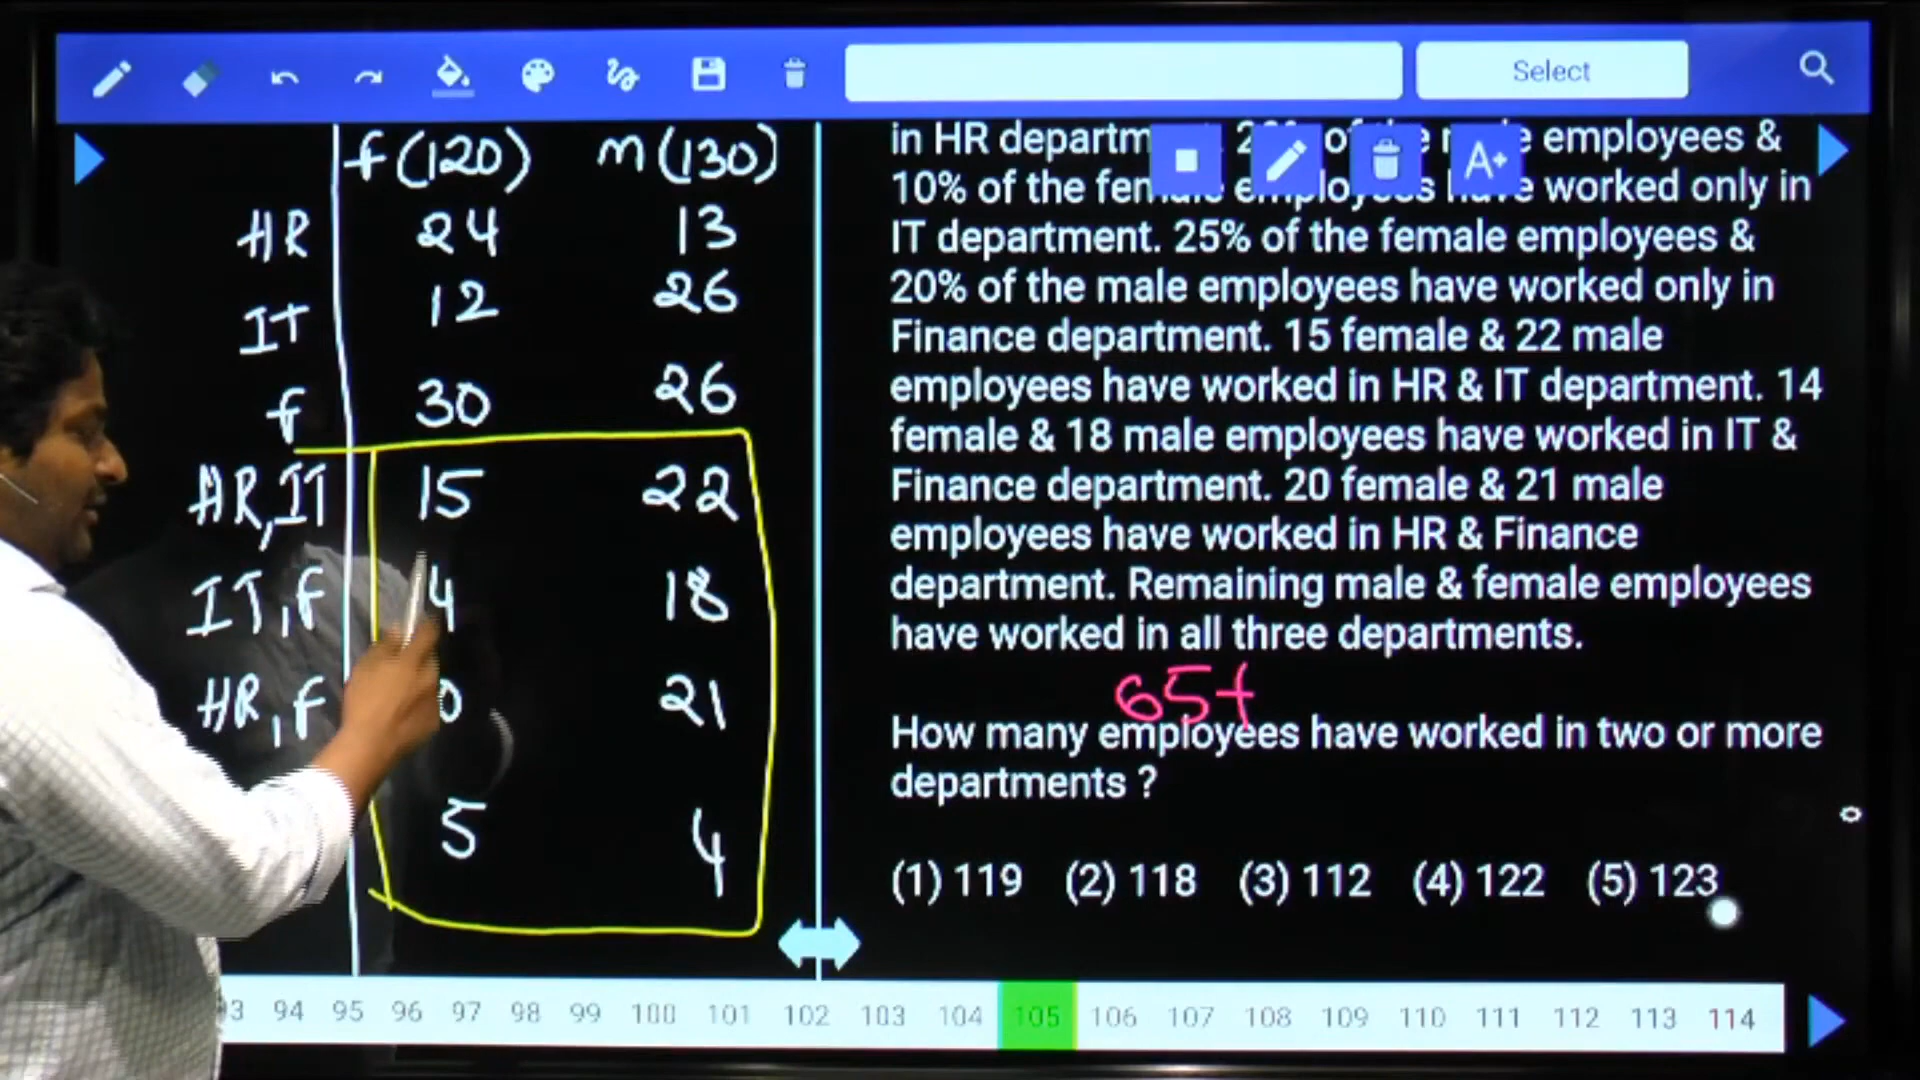 Select
f (120) m (130)
HR 24 13
IT 12 26
f 30 26
HR, IT 15 22
IT, f 4 18
HR, f 0 21
5 4
in HR of the employees &
10% of the have worked only in
IT department. 25% of the female employees &
20% of the male employees have worked only in
Finance department. 15 female & 22 male
employees have worked in HR & IT department. 14
female & 18 male employees have worked in IT &
Finance department. 20 female & 21 male
employees have worked in HR & Finance
department. Remaining male & female employees
have worked in all three departments.
65+
How many employees have worked in two or more
departments ?
(1) 119 (2) 118 (3) 112 (4) 122 (5) 123
A+
94 95 96 97 98 99 100 101 102 103 104 105 106 107 108 109 110 111 112 113 114